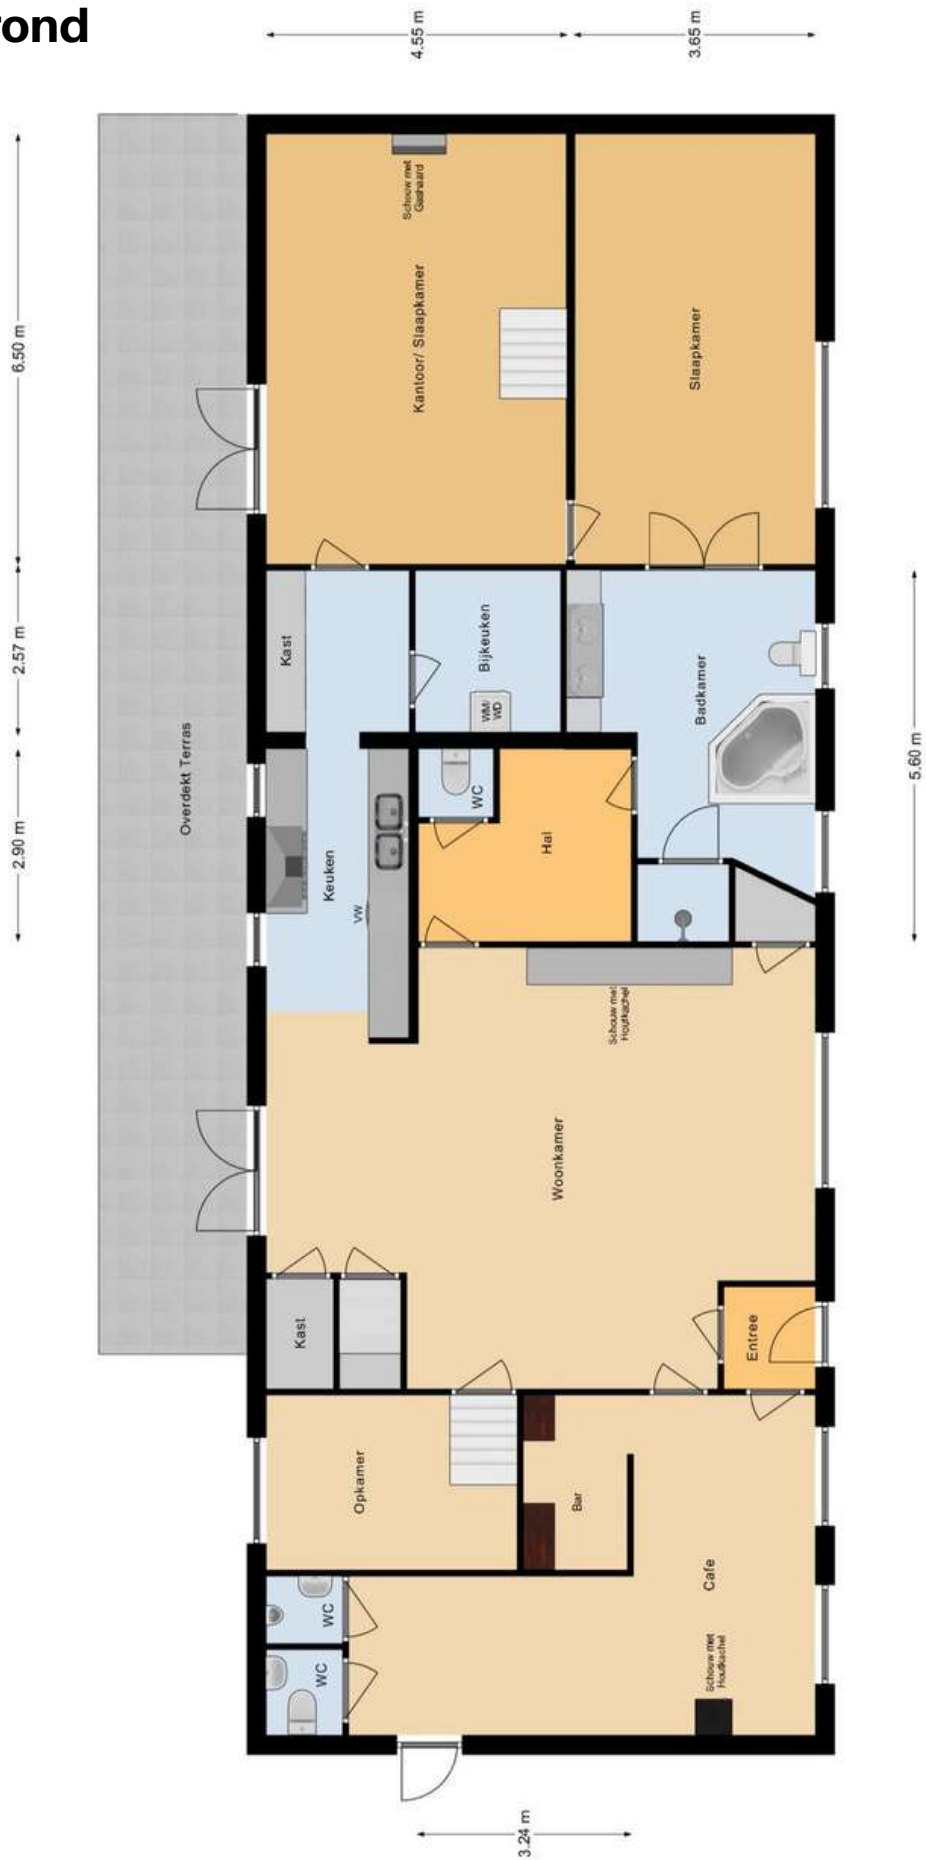 rond
4.55 m
3.65 m
6.50 m
2.57 m
2.90 m
5.60 m
3.24 m
Overdekt Terras
Schouw met
Gashaard
Kantoor/ Slaapkamer
Slaapkamer
Kast
Bijkeuken
WM/
WD
Badkamer
WC
Hal
Keuken
VW
Schouw met
Houtkachel
Woonkamer
Kast
Entree
Opkamer
Bar
Cafe
WC
WC
Schouw met
Houtkachel